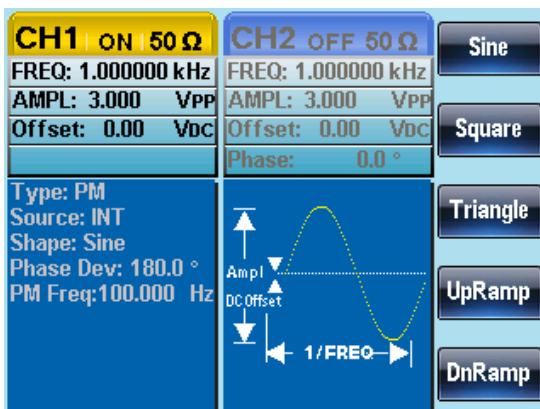 CH1 ON 50 Ω
FREQ: 1.000000 kHz
AMPL: 3.000 VPP
Offset: 0.00 VDC
CH2 OFF 50 Ω
FREQ: 1.000000 kHz
AMPL: 3.000 VPP
Offset: 0.00 VDC
Phase: 0.0 °
Type: PM
Source: INT
Shape: Sine
Phase Dev: 180.0 °
PM Freq:100.000 Hz
Ampl
DC Offset
1/FREQ
Sine
Square
Triangle
UpRamp
DnRamp